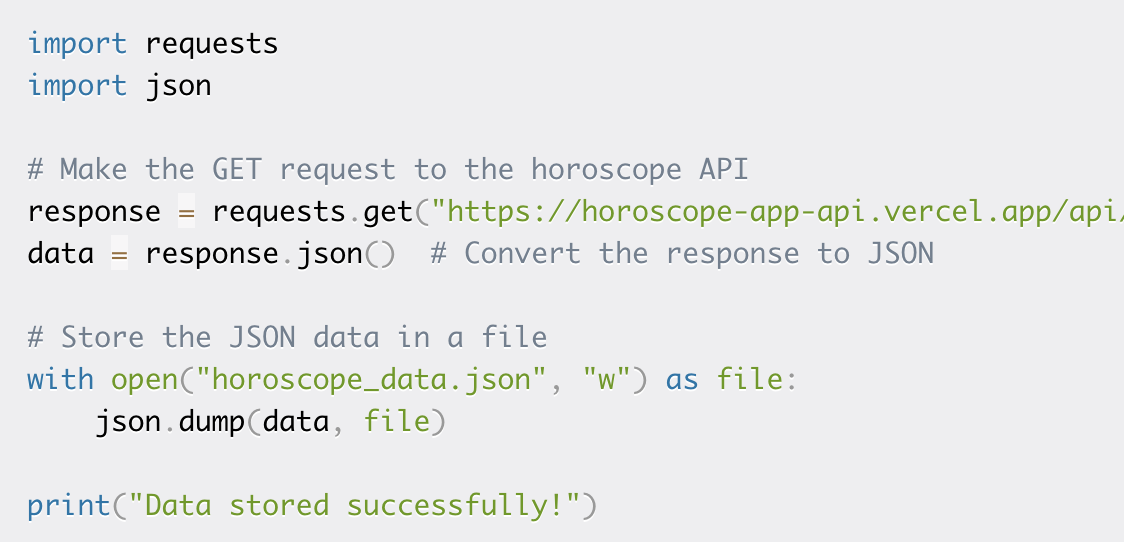 import requests
import json
# Make the GET request to the horoscope API
response = requests.get("https://horoscope-app-api.vercel.app/api/
data = response.json()  # Convert the response to JSON
# Store the JSON data in a file
with open("horoscope_data.json", "w") as file:
    json.dump(data, file)
print("Data stored successfully!")